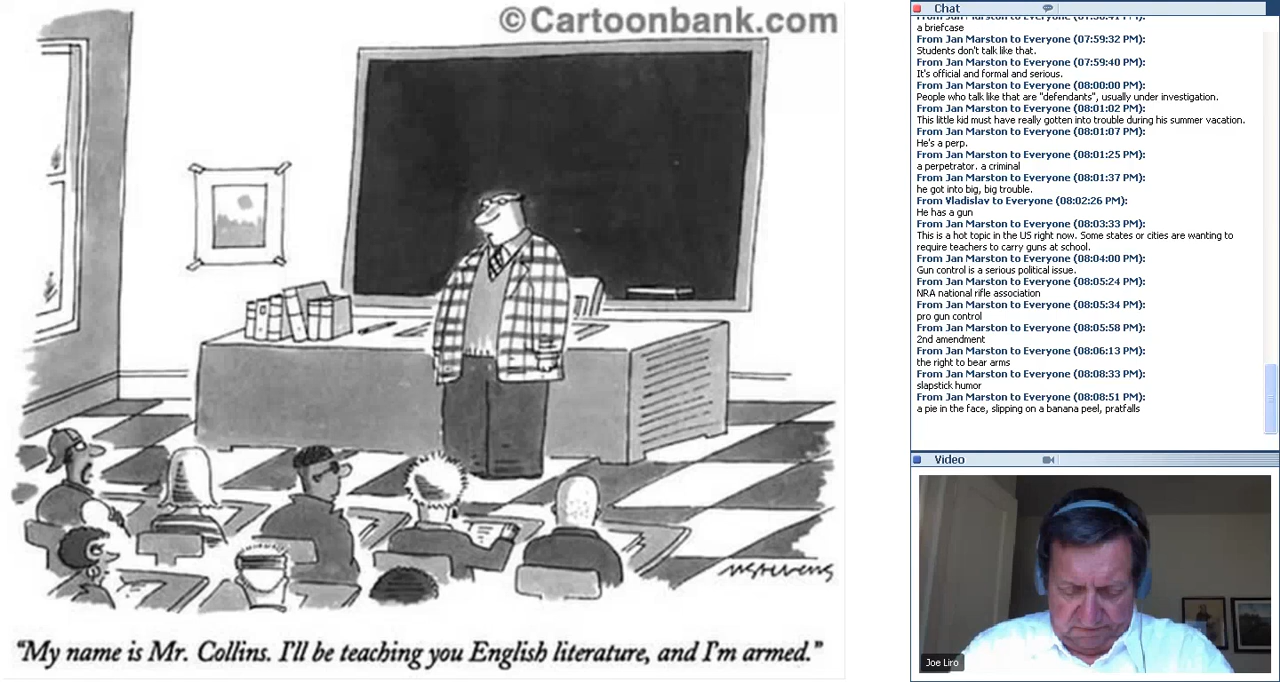 ©Cartoonbank.com
MSTEVENS
"My name is Mr. Collins. I'll be teaching you English literature, and I'm armed."
Chat
a briefcase
From Jan Marston to Everyone (07:59:32 PM):
Students don't talk like that.
From Jan Marston to Everyone (07:59:40 PM):
It's official and formal and serious.
From Jan Marston to Everyone (08:00:00 PM):
People who talk like that are "defendants", usually under investigation.
From Jan Marston to Everyone (08:01:02 PM):
This little kid must have really gotten into trouble during his summer vacation.
From Jan Marston to Everyone (08:01:07 PM):
He's a perp.
From Jan Marston to Everyone (08:01:25 PM):
a perpetrator. a criminal
From Jan Marston to Everyone (08:01:37 PM):
he got into big, big trouble.
From Vladislav to Everyone (08:02:26 PM):
He has a gun
From Jan Marston to Everyone (08:03:33 PM):
This is a hot topic in the US right now. Some states or cities are wanting to
require teachers to carry guns at school.
From Jan Marston to Everyone (08:04:00 PM):
Gun control is a serious political issue.
From Jan Marston to Everyone (08:05:24 PM):
NRA national rifle association
From Jan Marston to Everyone (08:05:34 PM):
pro gun control
From Jan Marston to Everyone (08:05:58 PM):
2nd amendment
From Jan Marston to Everyone (08:06:13 PM):
the right to bear arms
From Jan Marston to Everyone (08:08:33 PM):
slapstick humor
From Jan Marston to Everyone (08:08:51 PM):
a pie in the face, slipping on a banana peel, pratfalls
Video
Joe Liro